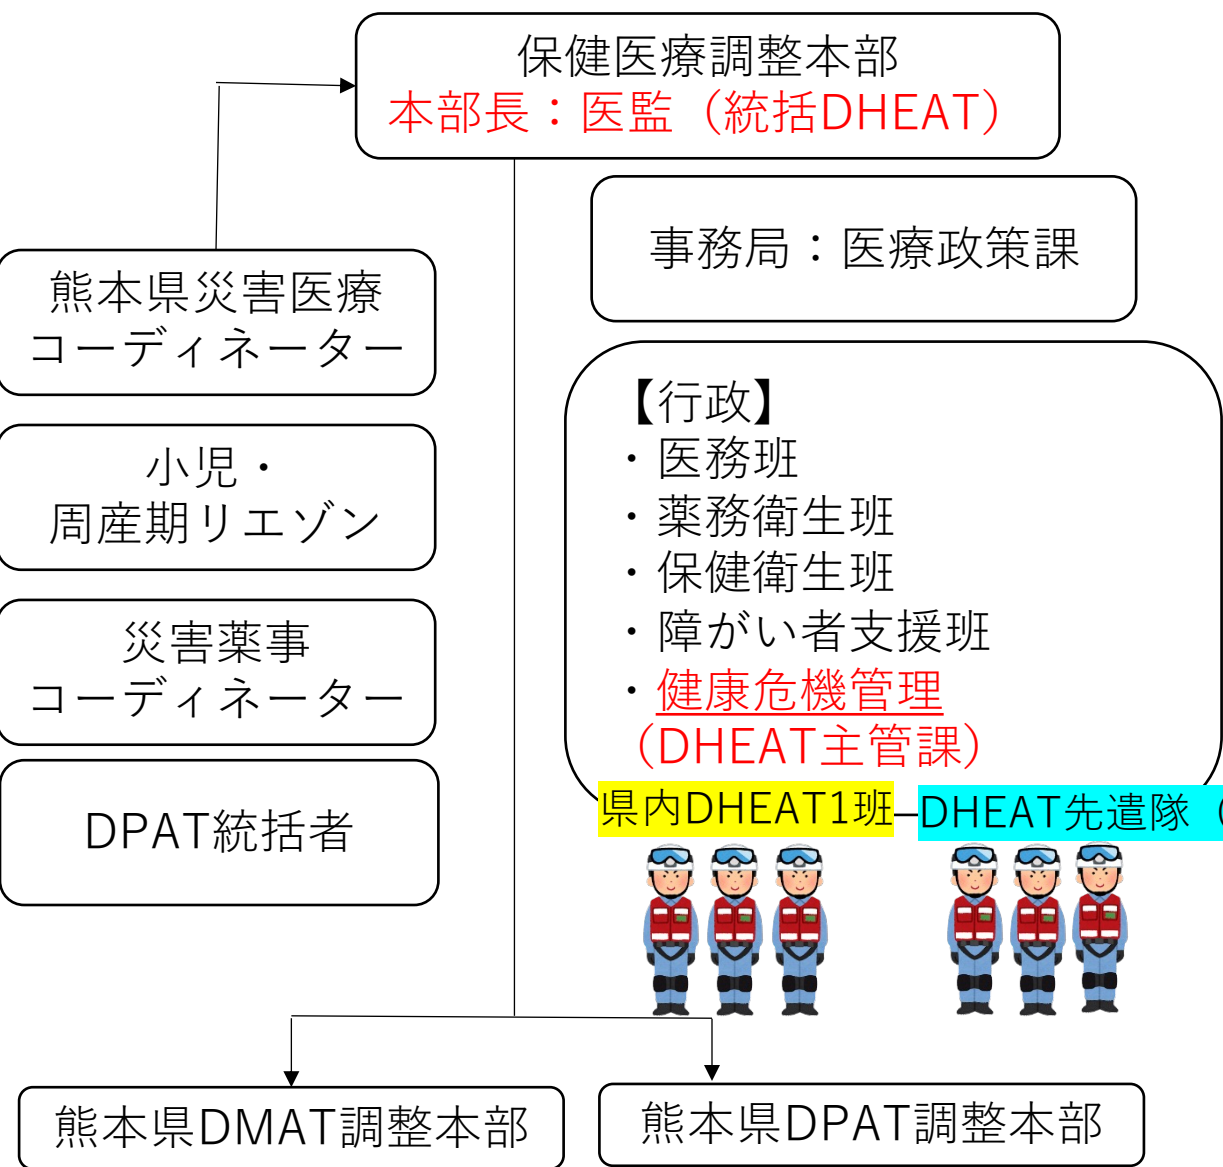 保健医療調整本部
本部長：医監（統括DHEAT）
事務局：医療政策課
熊本県災害医療
コーディネーター
小児・
周産期リエゾン
災害薬事
コーディネーター
DPAT統括者
【行政】
・医務班
・薬務衛生班
・保健衛生班
・障がい者支援班
・健康危機管理
（DHEAT主管課）
県内DHEAT1班
DHEAT先遣隊（
熊本県DMAT調整本部
熊本県DPAT調整本部